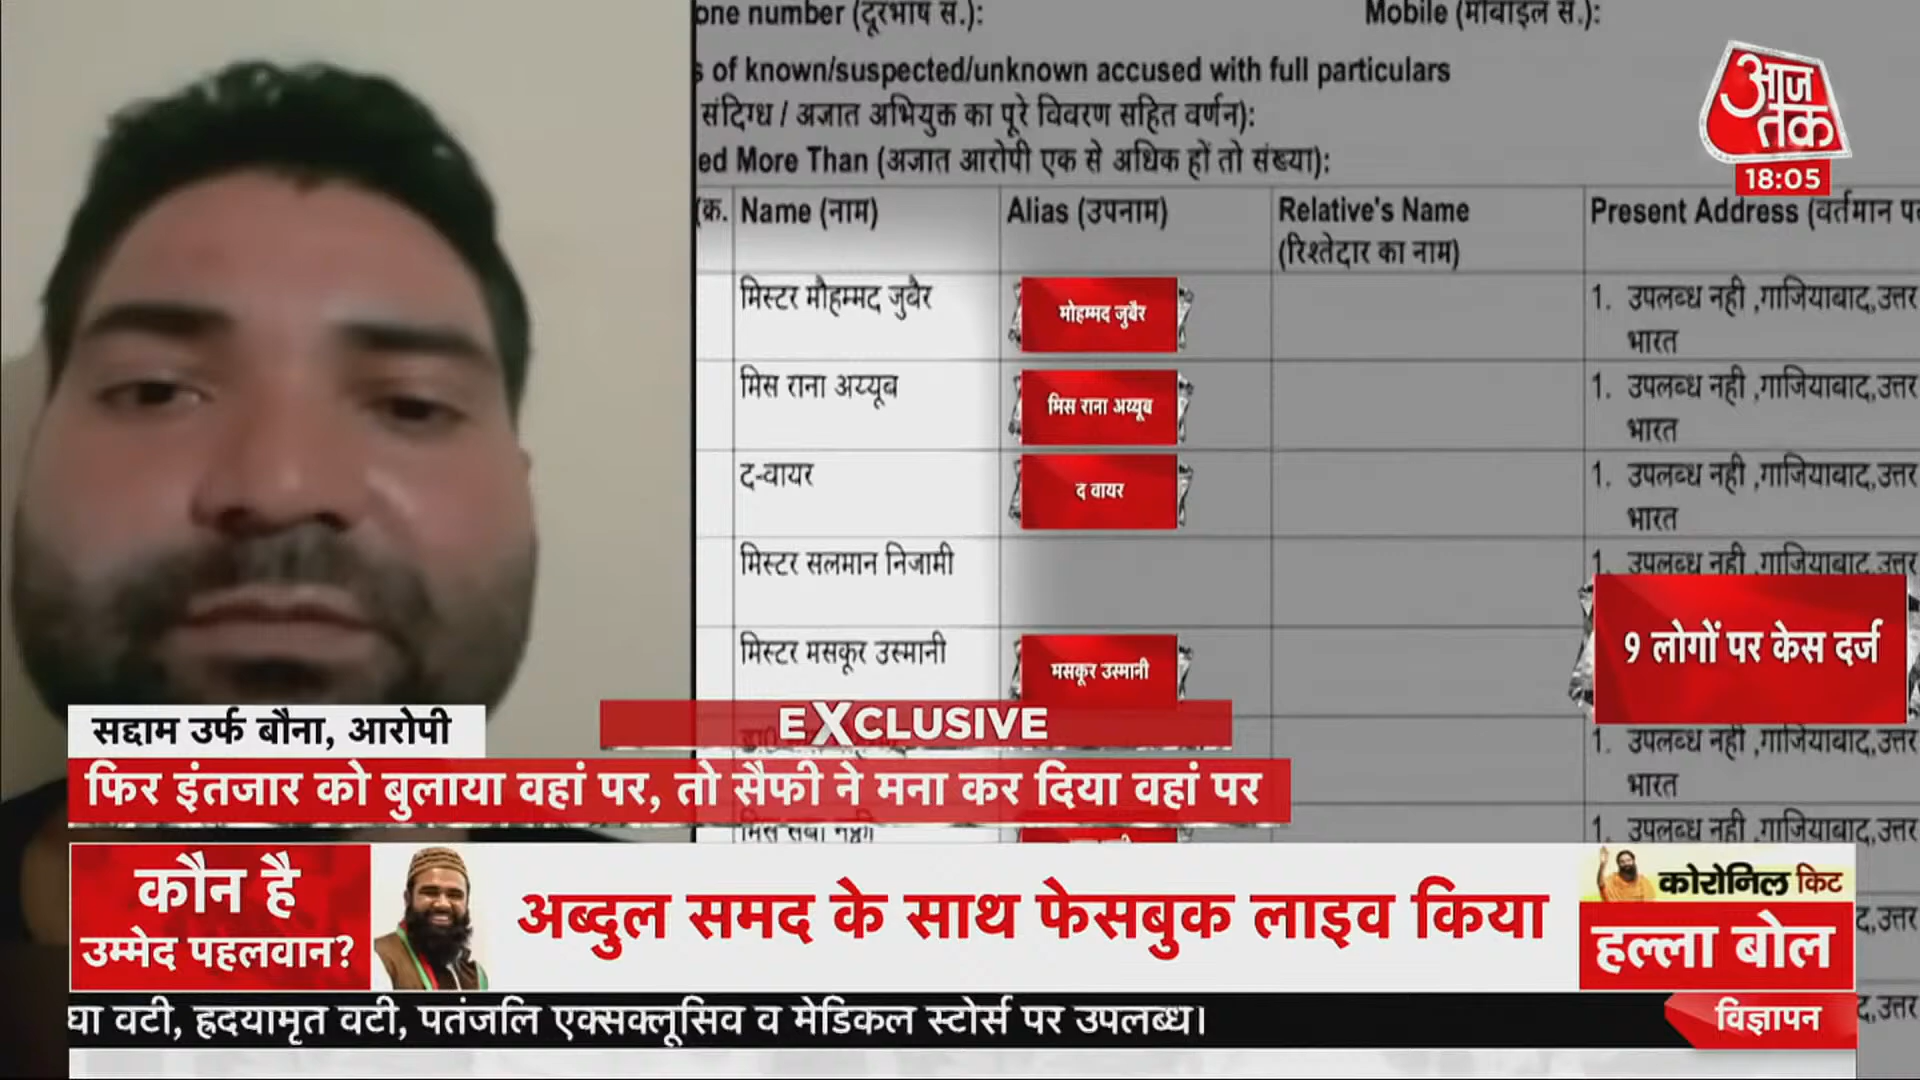 one number (दूरभाष सं.):
Mobile (मोबाइल सं.):
s of known/suspected/unknown accused with full particulars
संदिग्ध / अजात अभियुक्त का पूरे विवरण सहित वर्णन):
ed More Than (अजात आरोपी एक से अधिक हों तो संख्या):
आज
तक
18:05
(क्र. Name (नाम) Alias (उपनाम) Relative's Name Present Address (वर्तमान
(रिश्तेदार का नाम)
मिस्टर मौहम्मद जुबैर मोहम्मद जुबैर 1. उपलब्ध नही ,गाजियाबाद,उत्तर
भारत
मिस राना अय्यूब मिस राना अय्यूब 1. उपलब्ध नही ,गाजियाबाद,उत्तर
भारत
द-वायर द वायर 1. उपलब्ध नही ,गाजियाबाद,उत्तर
भारत
मिस्टर सलमान निजामी 1. उपलब्ध नही ,गाजियाबाद,उत्तर
9 लोगों पर केस दर्ज
मिस्टर मसकूर उस्मानी मसकूर उस्मानी
1. उपलब्ध नही ,गाजियाबाद,उत्तर
भारत
1. उपलब्ध नही ,गाजियाबाद,उत्तर
सद्दाम उर्फ बौना, आरोपी
EXCLUSIVE
फिर इंतजार को बुलाया वहां पर, तो सैफी ने मना कर दिया वहां पर
कौन है
उम्मेद पहलवान?
अब्दुल समद के साथ फेसबुक लाइव किया
कोरोनिल किट
हल्ला बोल
घा वटी, ह्रदयामृत वटी, पतंजलि एक्सक्लूसिव व मेडिकल स्टोर्स पर उपलब्ध।
विज्ञापन